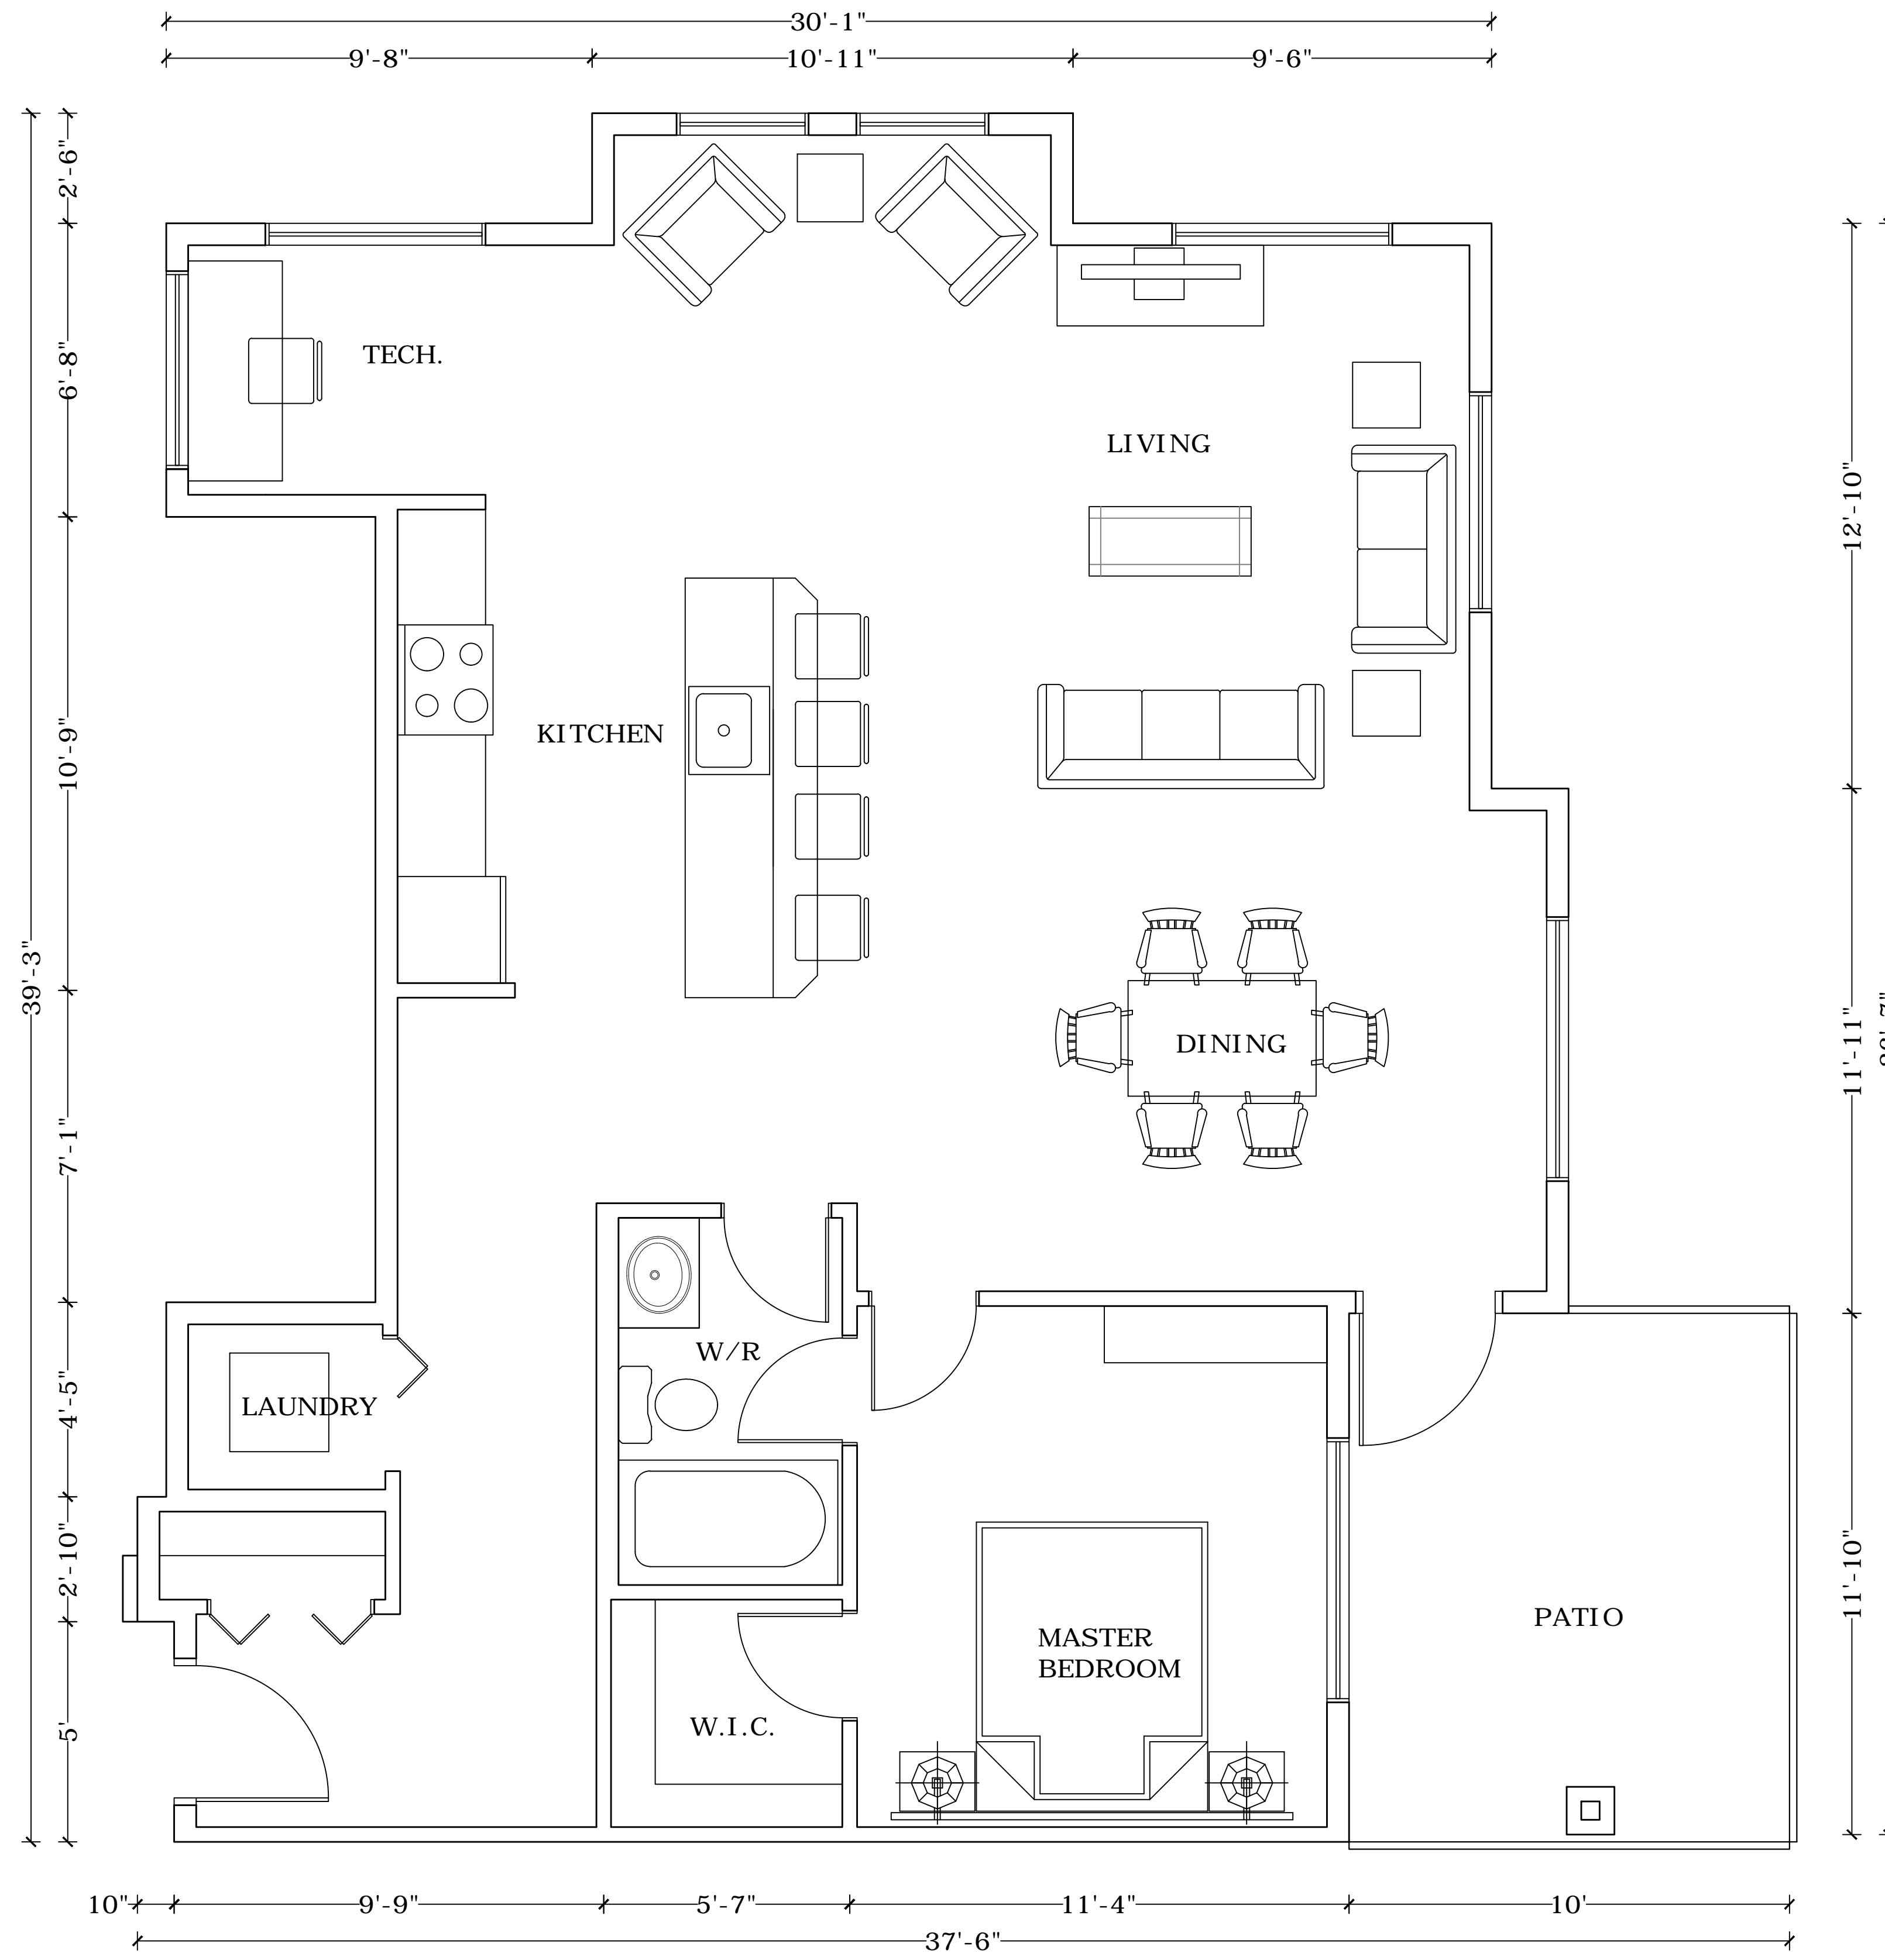 30'-1"
9'-8"
10'-11"
9'-6"
2'-6"
6'-8"
TECH.
LIVING
12'-10"
10'-9"
KITCHEN
39'-3"
DINING
11'-11"
7'-1"
W/R
4'-5"
LAUNDRY
2'-10"
11'-10"
PATIO
MASTER
BEDROOM
5'
W.I.C.
10"
9'-9"
5'-7"
11'-4"
10'
37'-6"